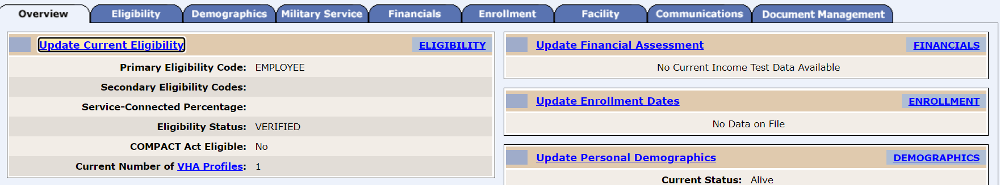 Overview Eligibility Demographics Military Service Financials Enrollment Facility Communications Document Management
Update Current Eligibility ELIGIBILITY
Primary Eligibility Code: EMPLOYEE
Secondary Eligibility Codes:
Service-Connected Percentage:
Eligibility Status: VERIFIED
COMPACT Act Eligible: No
Current Number of VHA Profiles: 1
Update Financial Assessment FINANCIALS
No Current Income Test Data Available
Update Enrollment Dates ENROLLMENT
No Data on File
Update Personal Demographics DEMOGRAPHICS
Current Status: Alive